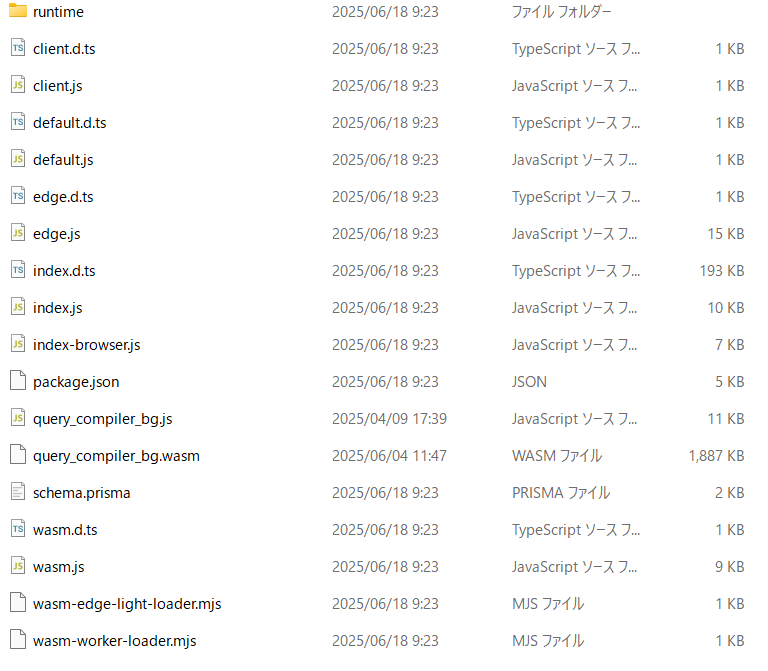 runtime 2025/06/18 9:23 ファイル フォルダー
TS client.d.ts 2025/06/18 9:23 TypeScript ソース フ... 1 KB
JS client.js 2025/06/18 9:23 JavaScript ソース フ... 1 KB
TS default.d.ts 2025/06/18 9:23 TypeScript ソース フ... 1 KB
JS default.js 2025/06/18 9:23 JavaScript ソース フ... 1 KB
TS edge.d.ts 2025/06/18 9:23 TypeScript ソース フ... 1 KB
JS edge.js 2025/06/18 9:23 JavaScript ソース フ... 15 KB
TS index.d.ts 2025/06/18 9:23 TypeScript ソース フ... 193 KB
JS index.js 2025/06/18 9:23 JavaScript ソース フ... 10 KB
JS index-browser.js 2025/06/18 9:23 JavaScript ソース フ... 7 KB
package.json 2025/06/18 9:23 JSON 5 KB
JS query_compiler_bg.js 2025/04/09 17:39 JavaScript ソース フ... 11 KB
query_compiler_bg.wasm 2025/06/04 11:47 WASM ファイル 1,887 KB
schema.prisma 2025/06/18 9:23 PRISMA ファイル 2 KB
TS wasm.d.ts 2025/06/18 9:23 TypeScript ソース フ... 1 KB
JS wasm.js 2025/06/18 9:23 JavaScript ソース フ... 9 KB
wasm-edge-light-loader.mjs 2025/06/18 9:23 MJS ファイル 1 KB
wasm-worker-loader.mjs 2025/06/18 9:23 MJS ファイル 1 KB